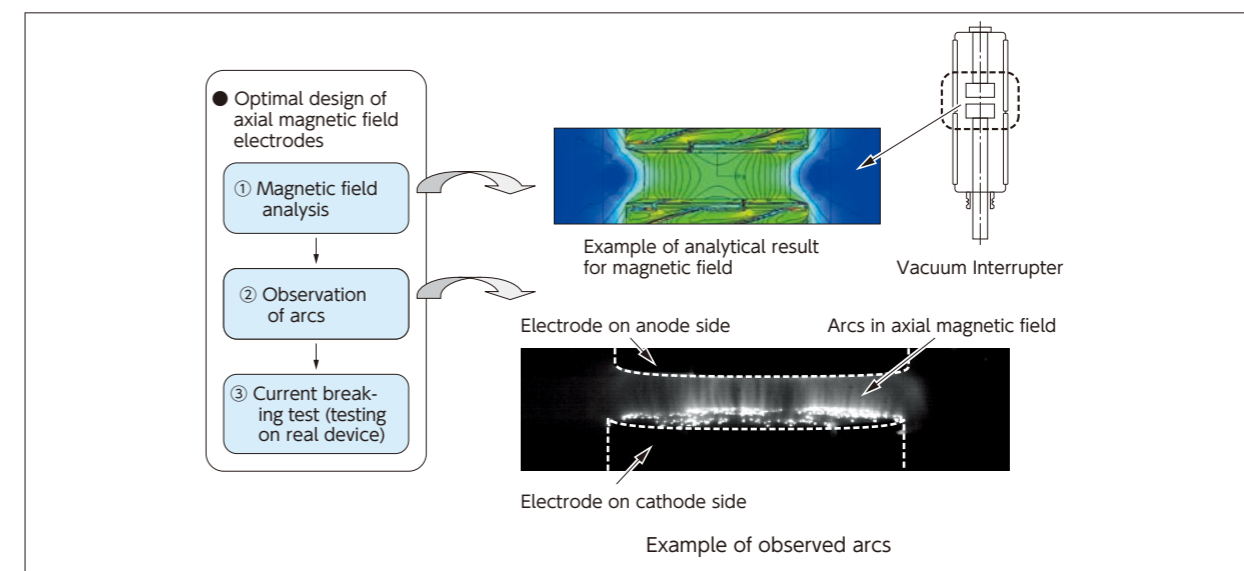 ● Optimal design of
axial magnetic field
electrodes
① Magnetic field
analysis
② Observation
of arcs
③ Current break-
ing test (testing
on real device)
Example of analytical result
for magnetic field
Vacuum Interrupter
Electrode on anode side
Arcs in axial magnetic field
Electrode on cathode side
Example of observed arcs